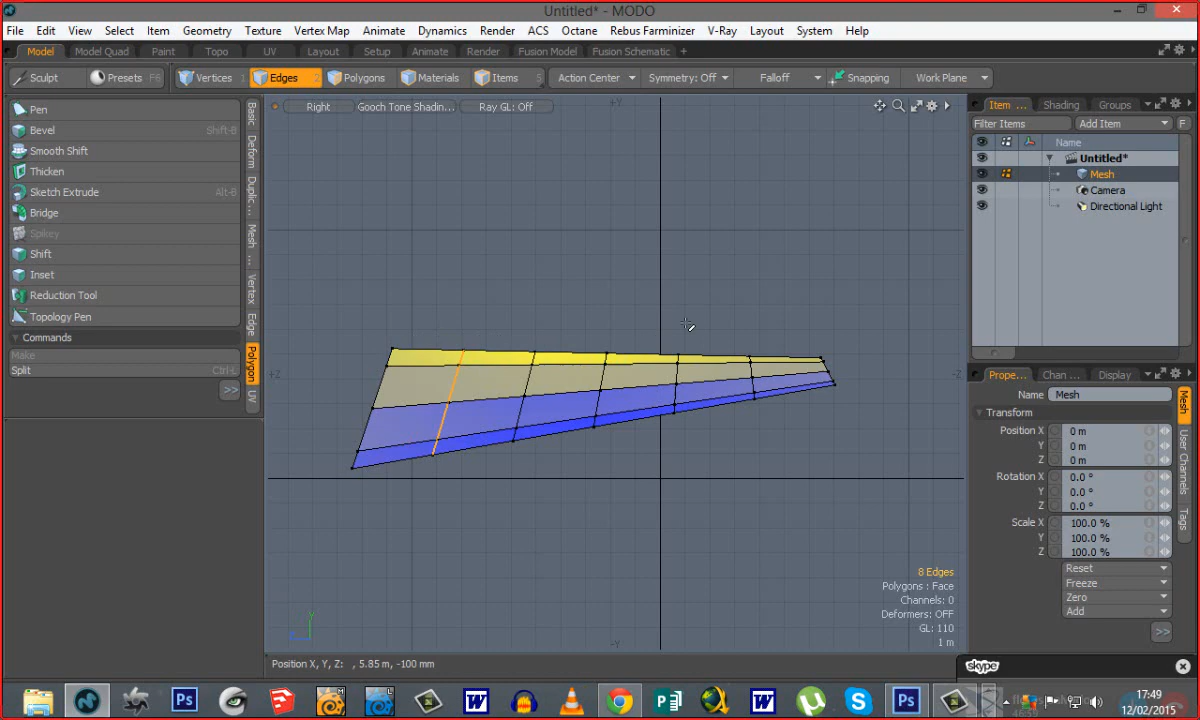 Untitled* - MODO
File Edit View Select Item Geometry Texture Vertex Map Animate Dynamics Render ACS Octane Rebus Farminizer V-Ray Layout System Help
Model Model Quad Paint Topo UV Layout Setup Animate Render Fusion Model Fusion Schematic +
Sculpt Presets F6 Vertices 1 Edges 2 Polygons Materials Items 5 Action Center Symmetry: Off Falloff Snapping Work Plane
Pen
Bevel Shift-B
Smooth Shift
Thicken
Sketch Extrude Alt-B
Bridge
Spikey
Shift
Inset
Reduction Tool
Topology Pen
Commands
Make
Split Ctrl-L
>>
Basic
Deform
Duplic...
Mesh ...
Vertex
Edge
Polygon
UV
Right Gooch Tone Shadin... Ray GL: Off
+Y
+Z
-Z
-Y
Y
8 Edges
Polygons : Face
Channels: 0
Deformers: OFF
GL: 110
1 m
Position X, Y, Z: , 5.85 m, -100 mm
Item ... Shading Groups
Filter Items Add Item F
Name
Untitled*
Mesh
Camera
Directional Light
Prope... Chan ... Display
Name Mesh
Transform
Position X 0 m
Y 0 m
Z 0 m
Rotation X 0.0 °
Y 0.0 °
Z 0.0 °
Scale X 100.0 %
Y 100.0 %
Z 100.0 %
Reset
Freeze
Zero
Add
>>
Mesh
User Channels
Tags
skype
Ps W W S Ps
17:49
12/02/2015